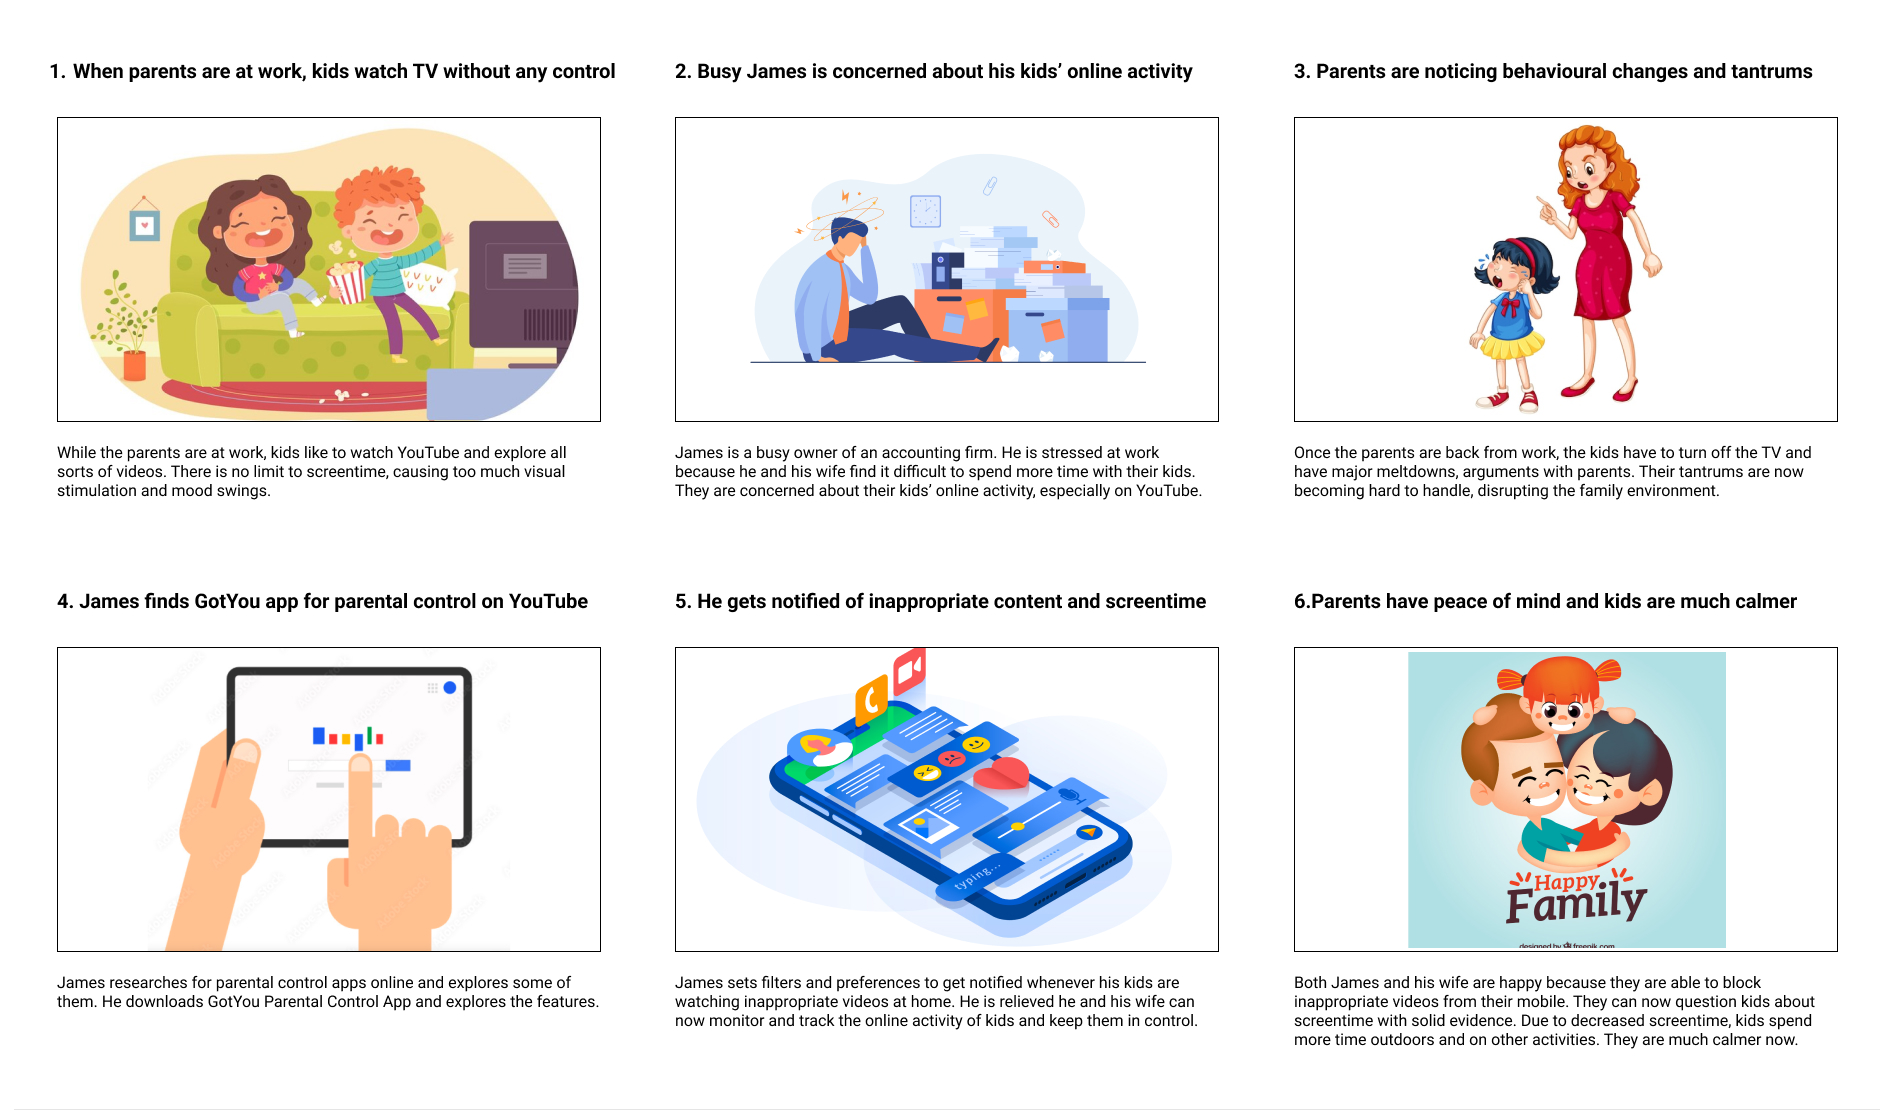 1. When parents are at work, kids watch TV without any control
While the parents are at work, kids like to watch YouTube and explore all
sorts of videos. There is no limit to screentime, causing too much visual
stimulation and mood swings.
2. Busy James is concerned about his kids’ online activity
James is a busy owner of an accounting firm. He is stressed at work
because he and his wife find it difficult to spend more time with their kids.
They are concerned about their kids’ online activity, especially on YouTube.
3. Parents are noticing behavioural changes and tantrums
Once the parents are back from work, the kids have to turn off the TV and
have major meltdowns, arguments with parents. Their tantrums are now
becoming hard to handle, disrupting the family environment.
4. James finds GotYou app for parental control on YouTube
James researches for parental control apps online and explores some of
them. He downloads GotYou Parental Control App and explores the features.
5. He gets notified of inappropriate content and screentime
typing...
James sets filters and preferences to get notified whenever his kids are
watching inappropriate videos at home. He is relieved he and his wife can
now monitor and track the online activity of kids and keep them in control.
6.Parents have peace of mind and kids are much calmer
Happy
Family
designed by freepik.com
Both James and his wife are happy because they are able to block
inappropriate videos from their mobile. They can now question kids about
screentime with solid evidence. Due to decreased screentime, kids spend
more time outdoors and on other activities. They are much calmer now.